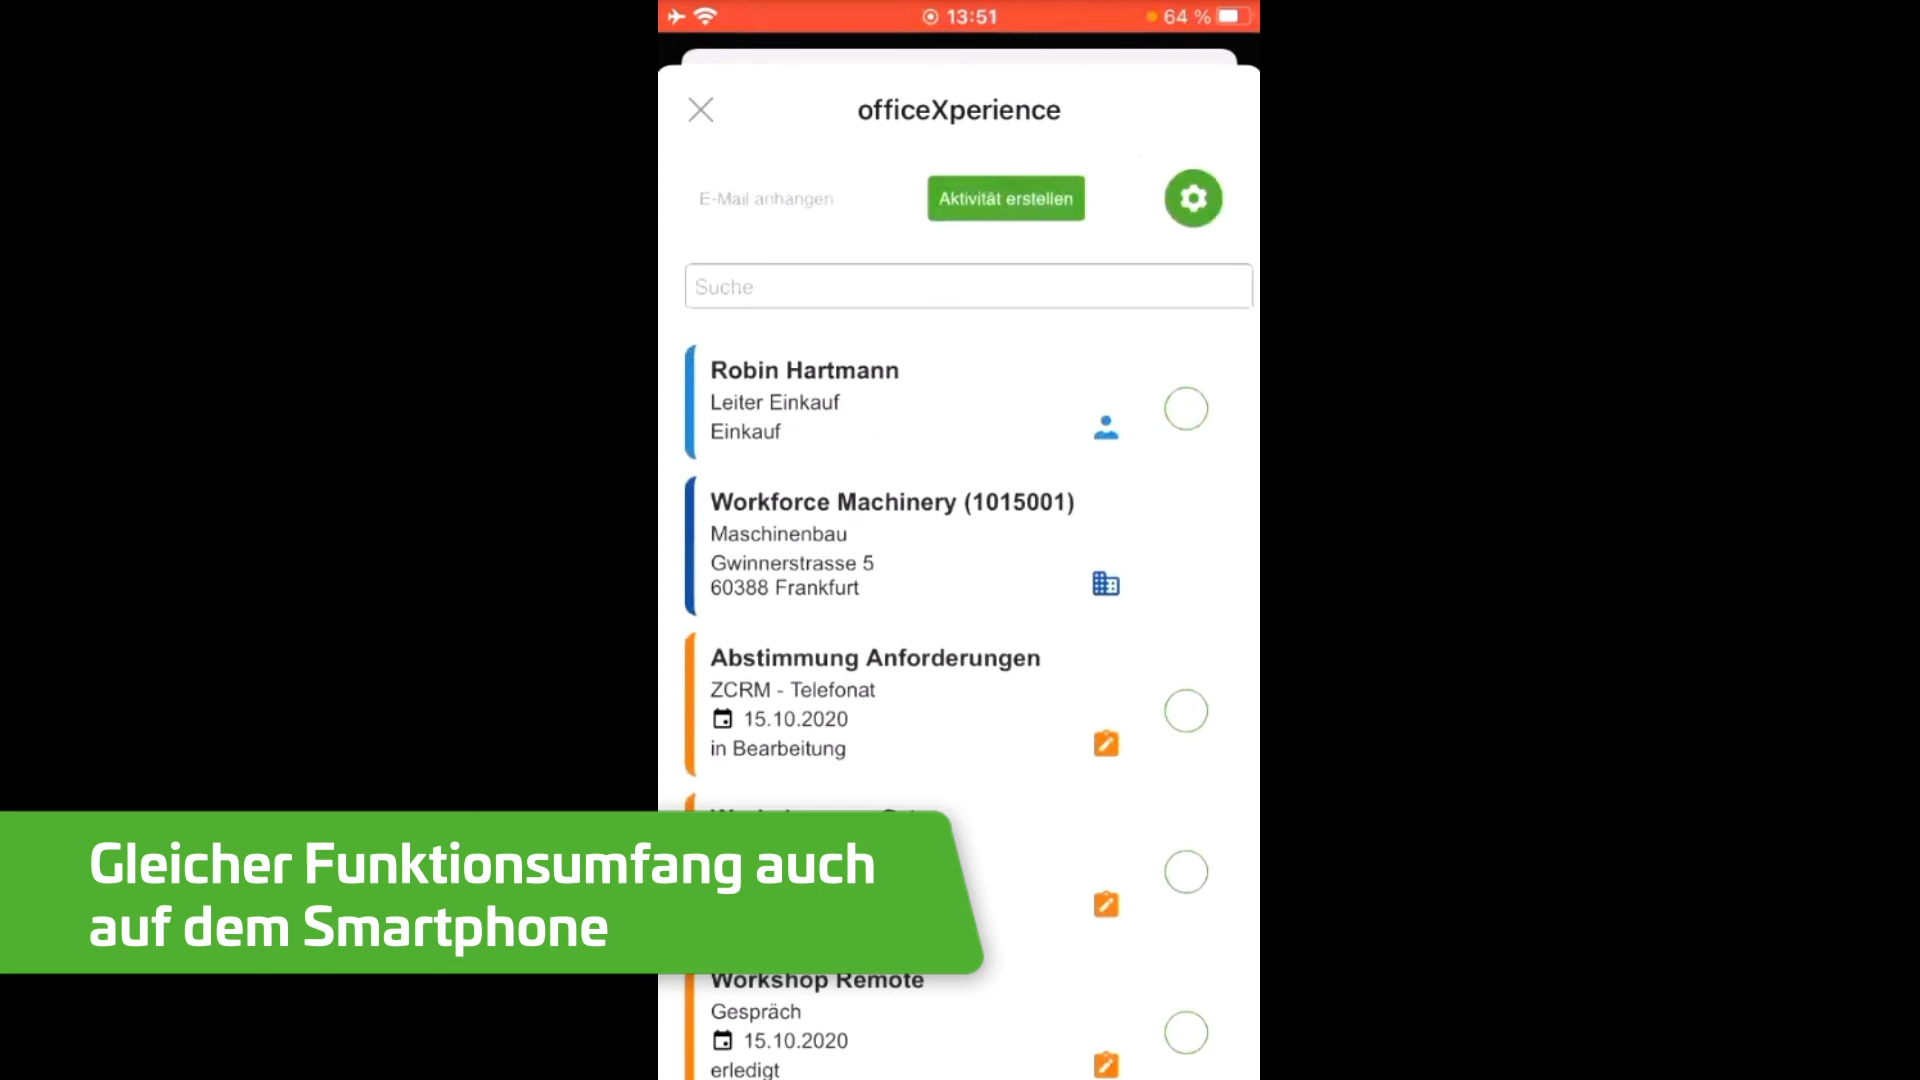 13:51
64 %
officeXperience
E-Mail anhängen
Aktivität erstellen
Suche
Robin Hartmann
Leiter Einkauf
Einkauf
Workforce Machinery (1015001)
Maschinenbau
Gwinnerstrasse 5
60388 Frankfurt
Abstimmung Anforderungen
ZCRM - Telefonat
15.10.2020
in Bearbeitung
Gleicher Funktionsumfang auch
auf dem Smartphone
Workshop Remote
Gespräch
15.10.2020
erledigt